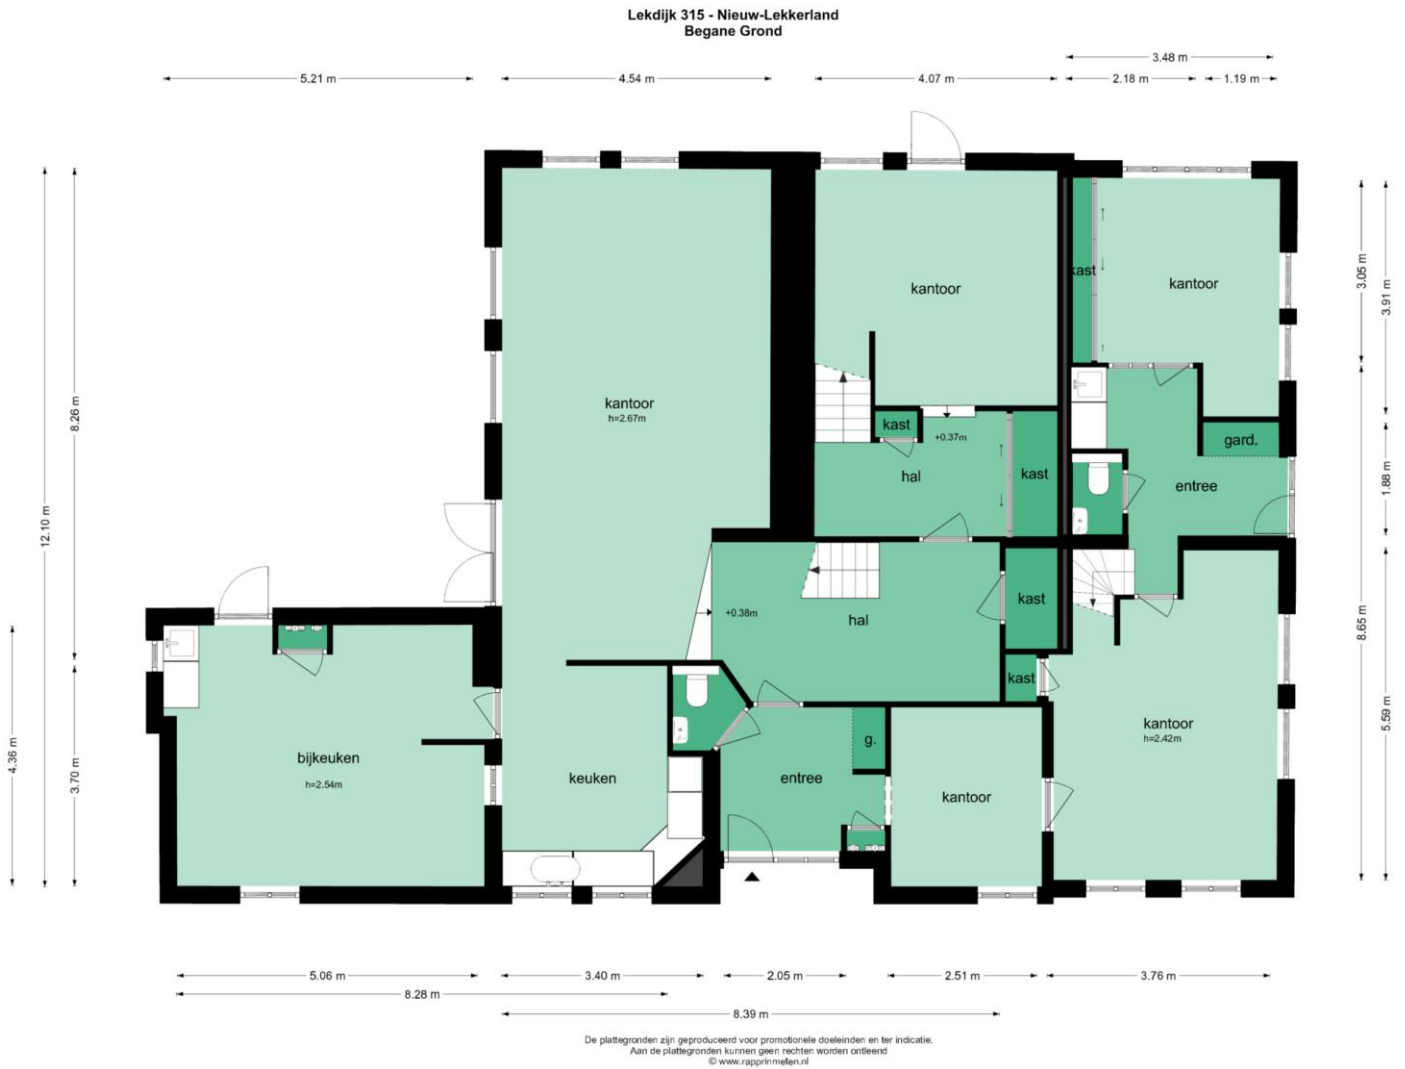 Lekdijk 315 - Nieuw-Lekkerland
Begane Grond
3.48 m
5.21 m
4.54 m
4.07 m
2.18 m
1.19 m
kantoor
h=2.67m
kantoor
kast
kantoor
kast
+0.37m
hal
kast
gard.
entree
kast
+0.38m
hal
kast
kantoor
h=2.42m
bijkeuken
h=2.54m
keuken
g.
entree
kantoor
12.10 m
8.26 m
4.36 m
3.70 m
3.05 m
3.91 m
1.88 m
8.65 m
5.59 m
5.06 m
3.40 m
2.05 m
2.51 m
3.76 m
8.28 m
8.39 m
De plattegronden zijn geproduceerd voor promotionele doeleinden en ter indicatie.
Aan de plattegronden kunnen geen rechten worden ontleend
© www.rapprinmeten.nl